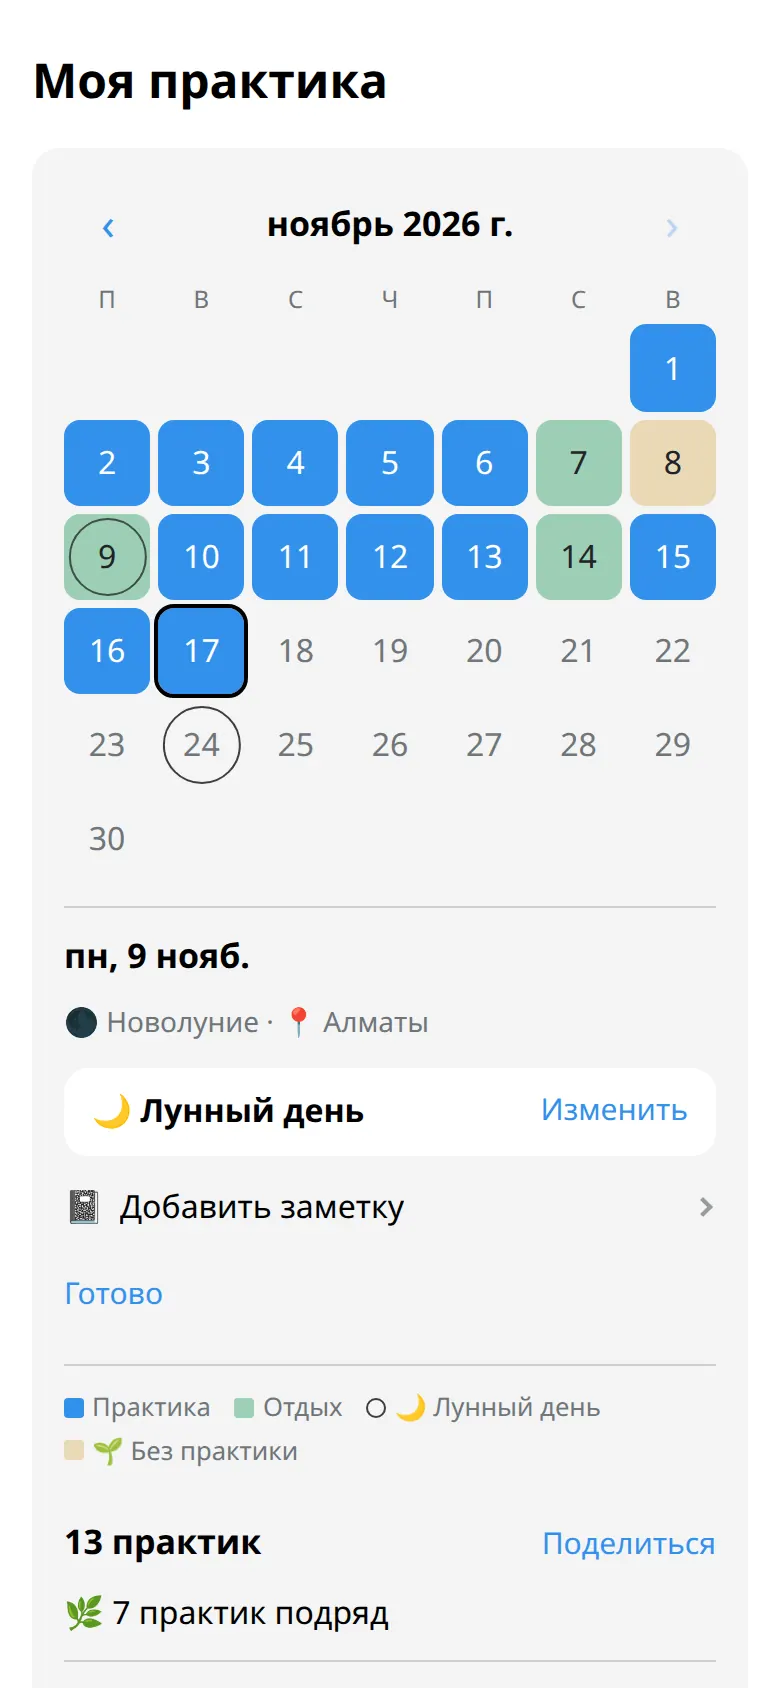 Моя практика
‹ ноябрь 2026 г. ›
П В С Ч П С В
1
2 3 4 5 6 7 8
9 10 11 12 13 14 15
16 17 18 19 20 21 22
23 24 25 26 27 28 29
30
пн, 9 нояб.
🌑 Новолуние · 📍 Алматы
🌙 Лунный день Изменить
📓 Добавить заметку ›
Готово
Практика Отдых 🌙 Лунный день
🌱 Без практики
13 практик Поделиться
🌿 7 практик подряд